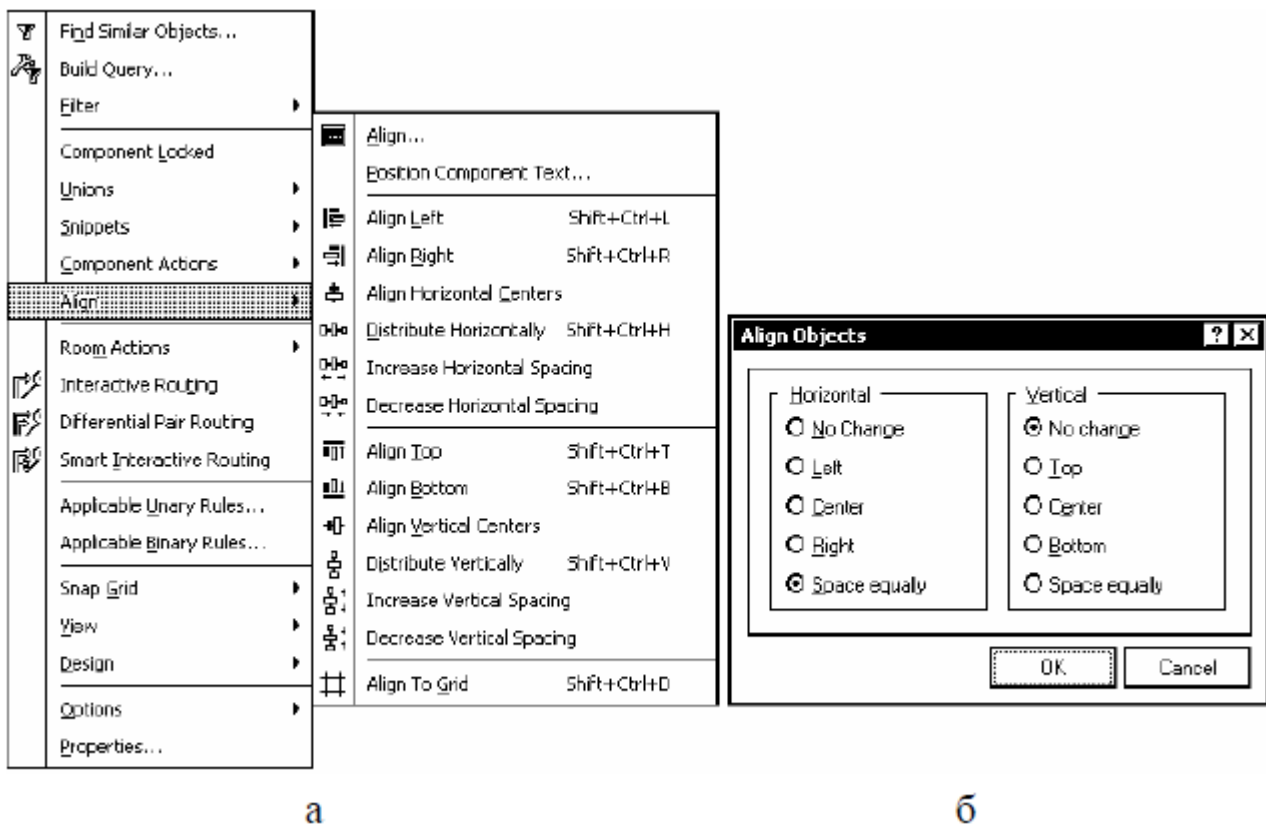 Find Similar Objects...
Build Query...
Filter
Component Locked
Unions
Snippets
Component Actions
Align
Room Actions
Interactive Routing
Differential Pair Routing
Smart Interactive Routing
Applicable Unary Rules...
Applicable Binary Rules...
Snap Grid
View
Design
Options
Properties...
Align...
Position Component Text...
Align Left Shift+Ctrl+L
Align Right Shift+Ctrl+R
Align Horizontal Centers
Distribute Horizontally Shift+Ctrl+H
Increase Horizontal Spacing
Decrease Horizontal Spacing
Align Top Shift+Ctrl+T
Align Bottom Shift+Ctrl+B
Align Vertical Centers
Distribute Vertically Shift+Ctrl+V
Increase Vertical Spacing
Decrease Vertical Spacing
Align To Grid Shift+Ctrl+D
Align Objects
Horizontal
No Change
Left
Center
Right
Space equally
Vertical
No change
Top
Center
Bottom
Space equally
OK Cancel
а
б